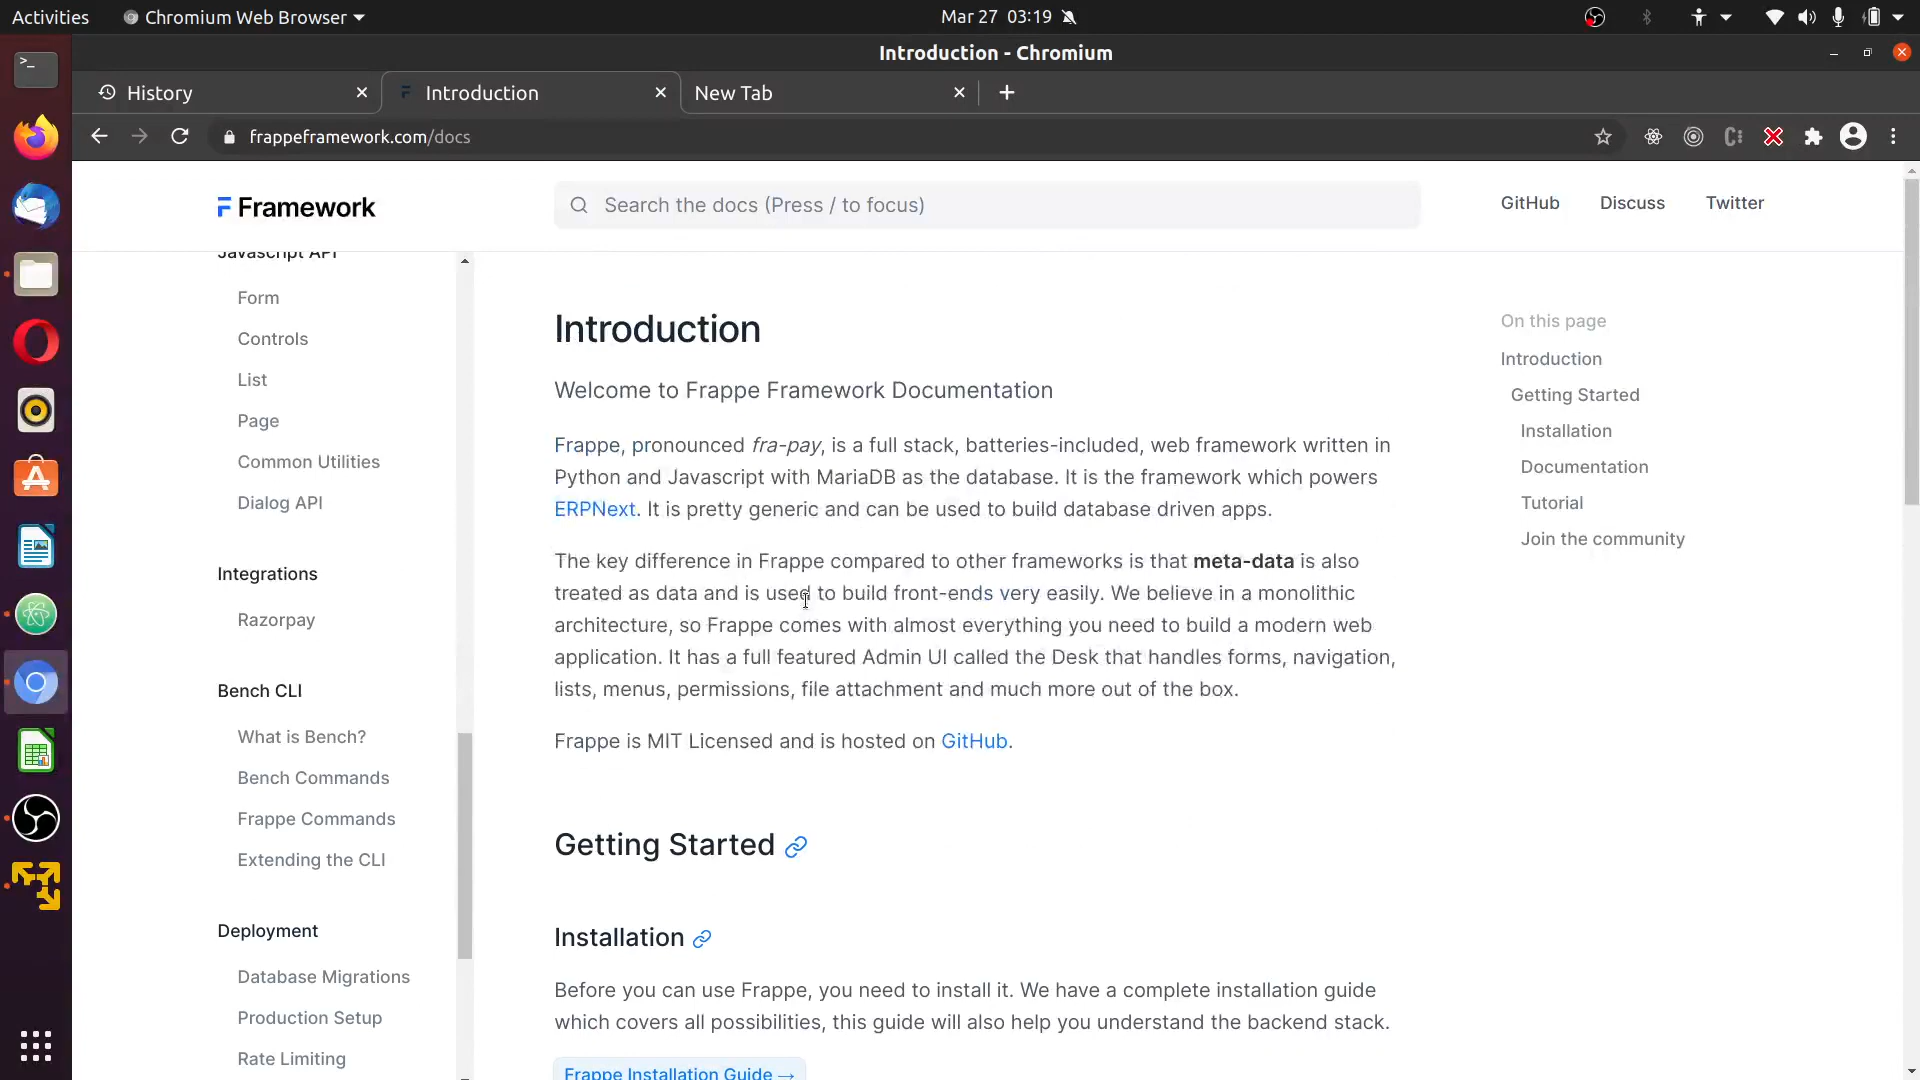 Activities
Chromium Web Browser
Mar 27 03:19
Introduction - Chromium
History
Introduction
New Tab
frappeframework.com/docs
Framework
Search the docs (Press / to focus)
GitHub
Discuss
Twitter
Javascript API
Form
Controls
List
Page
Common Utilities
Dialog API
Integrations
Razorpay
Bench CLI
What is Bench?
Bench Commands
Frappe Commands
Extending the CLI
Deployment
Database Migrations
Production Setup
Rate Limiting
Introduction
Welcome to Frappe Framework Documentation
Frappe, pronounced fra-pay, is a full stack, batteries-included, web framework written in
Python and Javascript with MariaDB as the database. It is the framework which powers
ERPNext. It is pretty generic and can be used to build database driven apps.
The key difference in Frappe compared to other frameworks is that meta-data is also
treated as data and is used to build front-ends very easily. We believe in a monolithic
architecture, so Frappe comes with almost everything you need to build a modern web
application. It has a full featured Admin UI called the Desk that handles forms, navigation,
lists, menus, permissions, file attachment and much more out of the box.
Frappe is MIT Licensed and is hosted on GitHub.
Getting Started
Installation
Before you can use Frappe, you need to install it. We have a complete installation guide
which covers all possibilities, this guide will also help you understand the backend stack.
Frappe Installation Guide →
On this page
Introduction
Getting Started
Installation
Documentation
Tutorial
Join the community